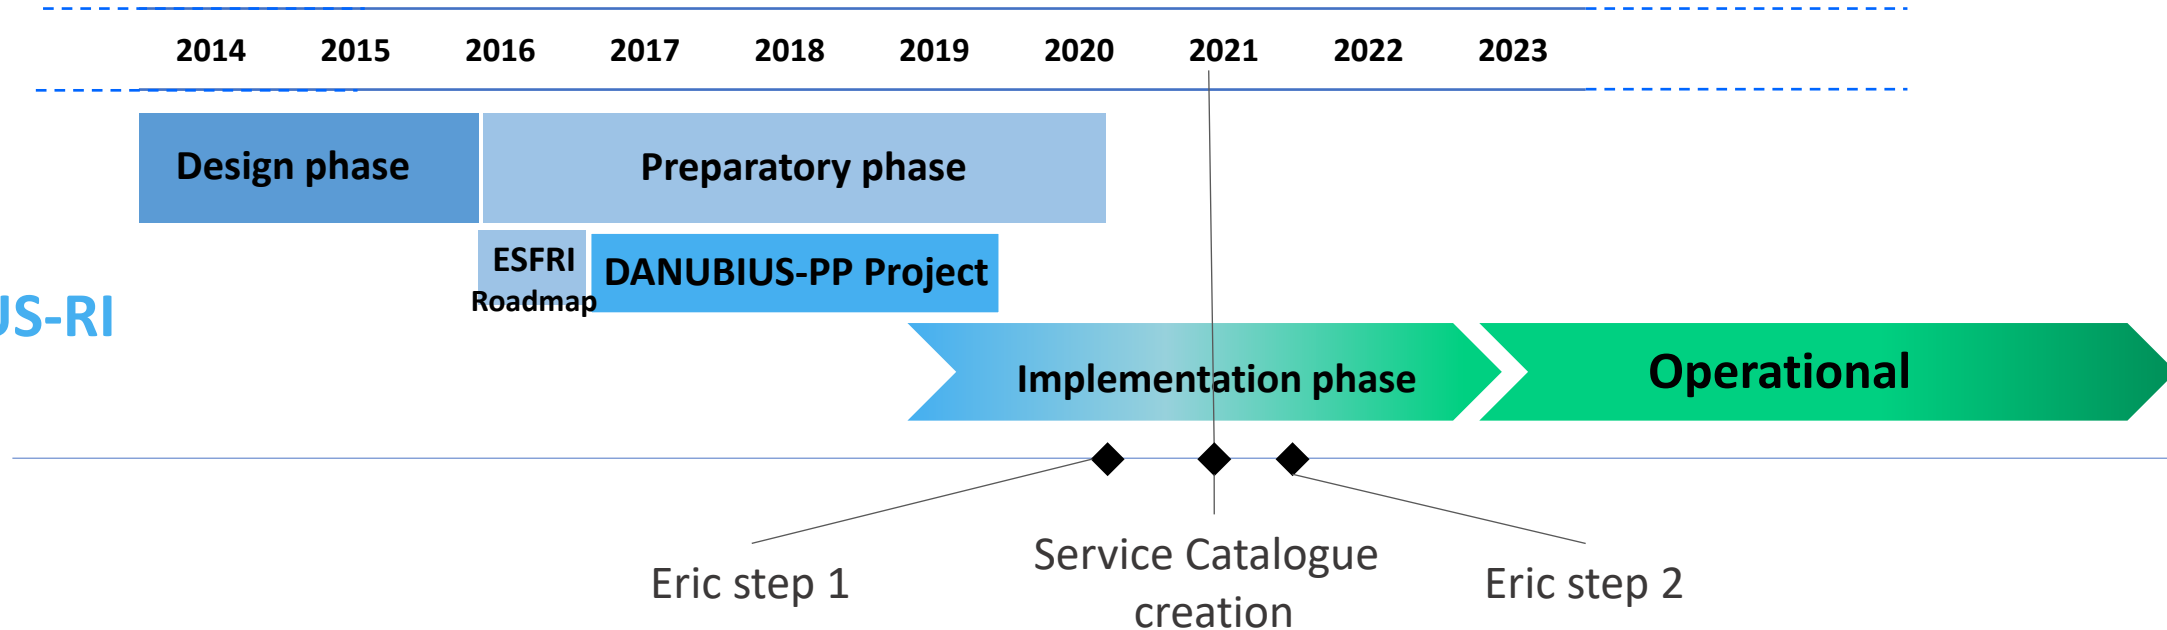 2014 2015 2016 2017 2018 2019 2020 2021 2022 2023
Design phase
Preparatory phase
ESFRI
Roadmap
DANUBIUS-PP Project
US-RI
Implementation phase
Operational
Eric step 1
Service Catalogue
creation
Eric step 2